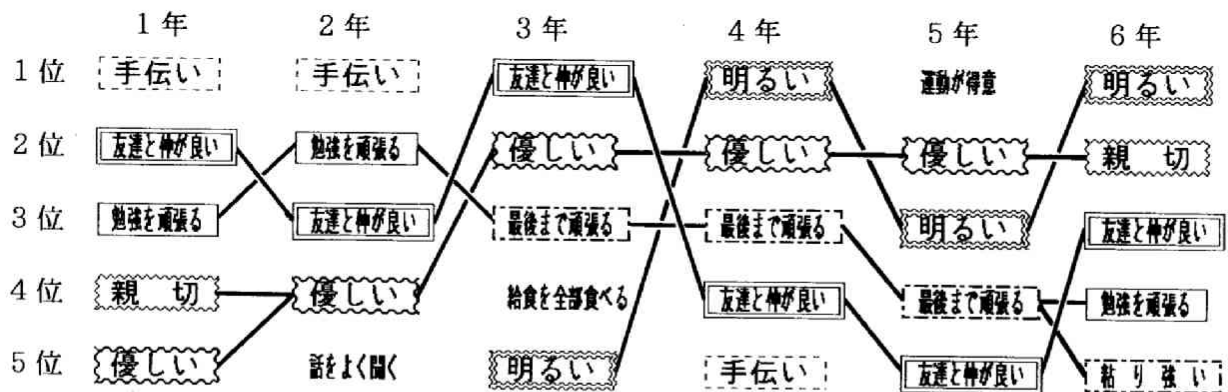 1年 2年 3年 4年 5年 6年
1位 手伝い 手伝い 友達と仲が良い 明るい 運動が得意 明るい
2位 友達と仲が良い 勉強を頑張る 優しい 優しい 優しい 親切
3位 勉強を頑張る 友達と仲が良い 最後まで頑張る 最後まで頑張る 明るい 友達と仲が良い
4位 親切 優しい 給食を全部食べる 友達と仲が良い 最後まで頑張る 勉強を頑張る
5位 優しい 話をよく聞く 明るい 手伝い 友達と仲が良い 粘り強い